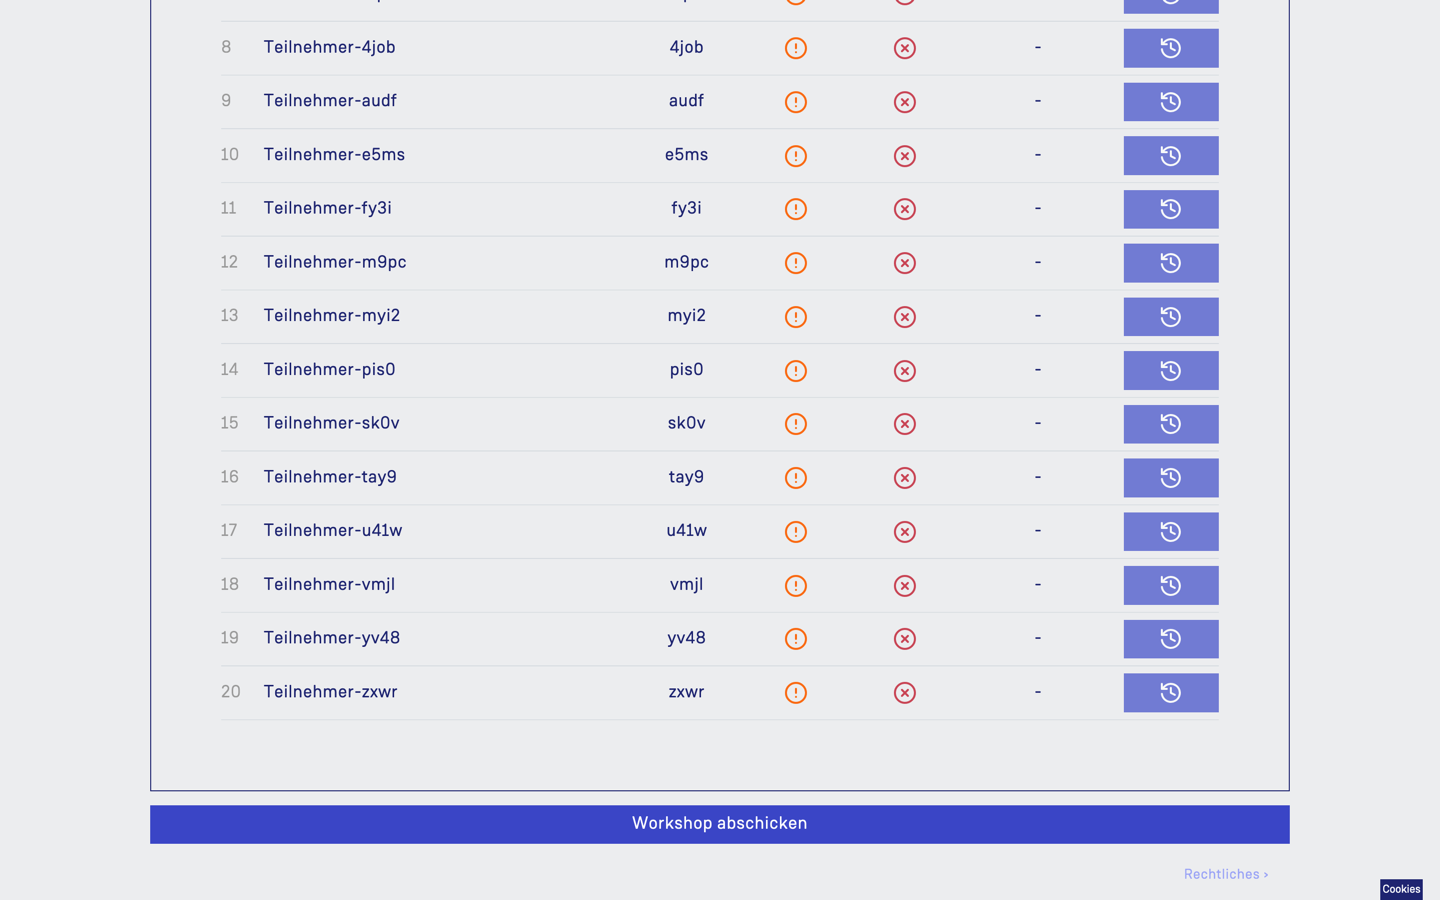 8 Teilnehmer-4job 4job -
9 Teilnehmer-audf audf -
10 Teilnehmer-e5ms e5ms -
11 Teilnehmer-fy3i fy3i -
12 Teilnehmer-m9pc m9pc -
13 Teilnehmer-myi2 myi2 -
14 Teilnehmer-pis0 pis0 -
15 Teilnehmer-sk0v sk0v -
16 Teilnehmer-tay9 tay9 -
17 Teilnehmer-u41w u41w -
18 Teilnehmer-vmjl vmjl -
19 Teilnehmer-yv48 yv48 -
20 Teilnehmer-zxwr zxwr -
Workshop abschicken
Rechtliches ›
Cookies